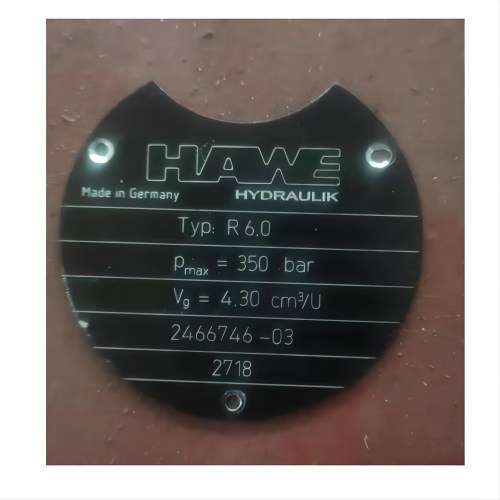 HAWE
Made in Germany HYDRAULIK
Typ: R 6.0
pmax = 350 bar
Vg = 4.30 cm³/U
2466746-03
2718